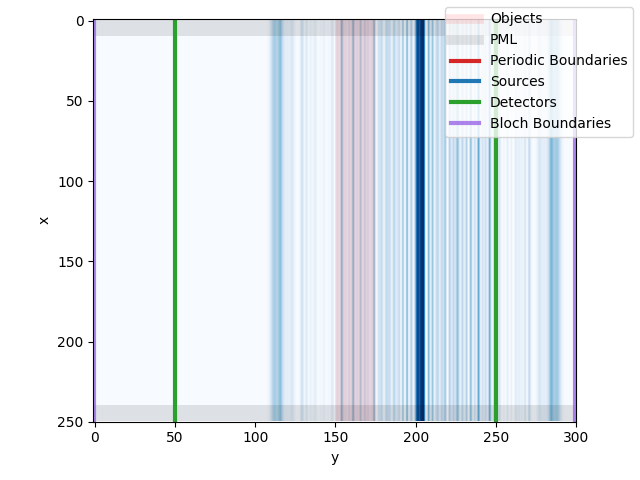 Objects
PML
Periodic Boundaries
Sources
Detectors
Bloch Boundaries
0
50
100
150
200
250
x
0 50 100 150 200 250 300
y